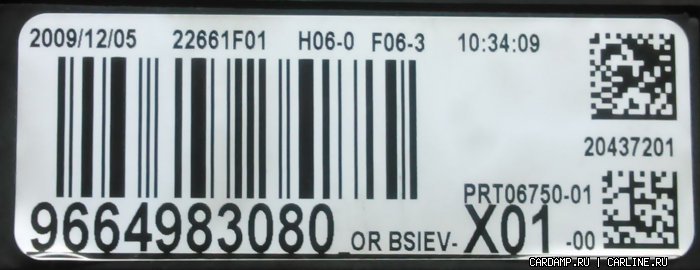 2009/12/05 22661F01 H06-0 F06-3 10:34:09
20437201
PRT06750-01
9664983080_OR BSIEV-X01-00
CARDAMP.RU | CARLINE.RU